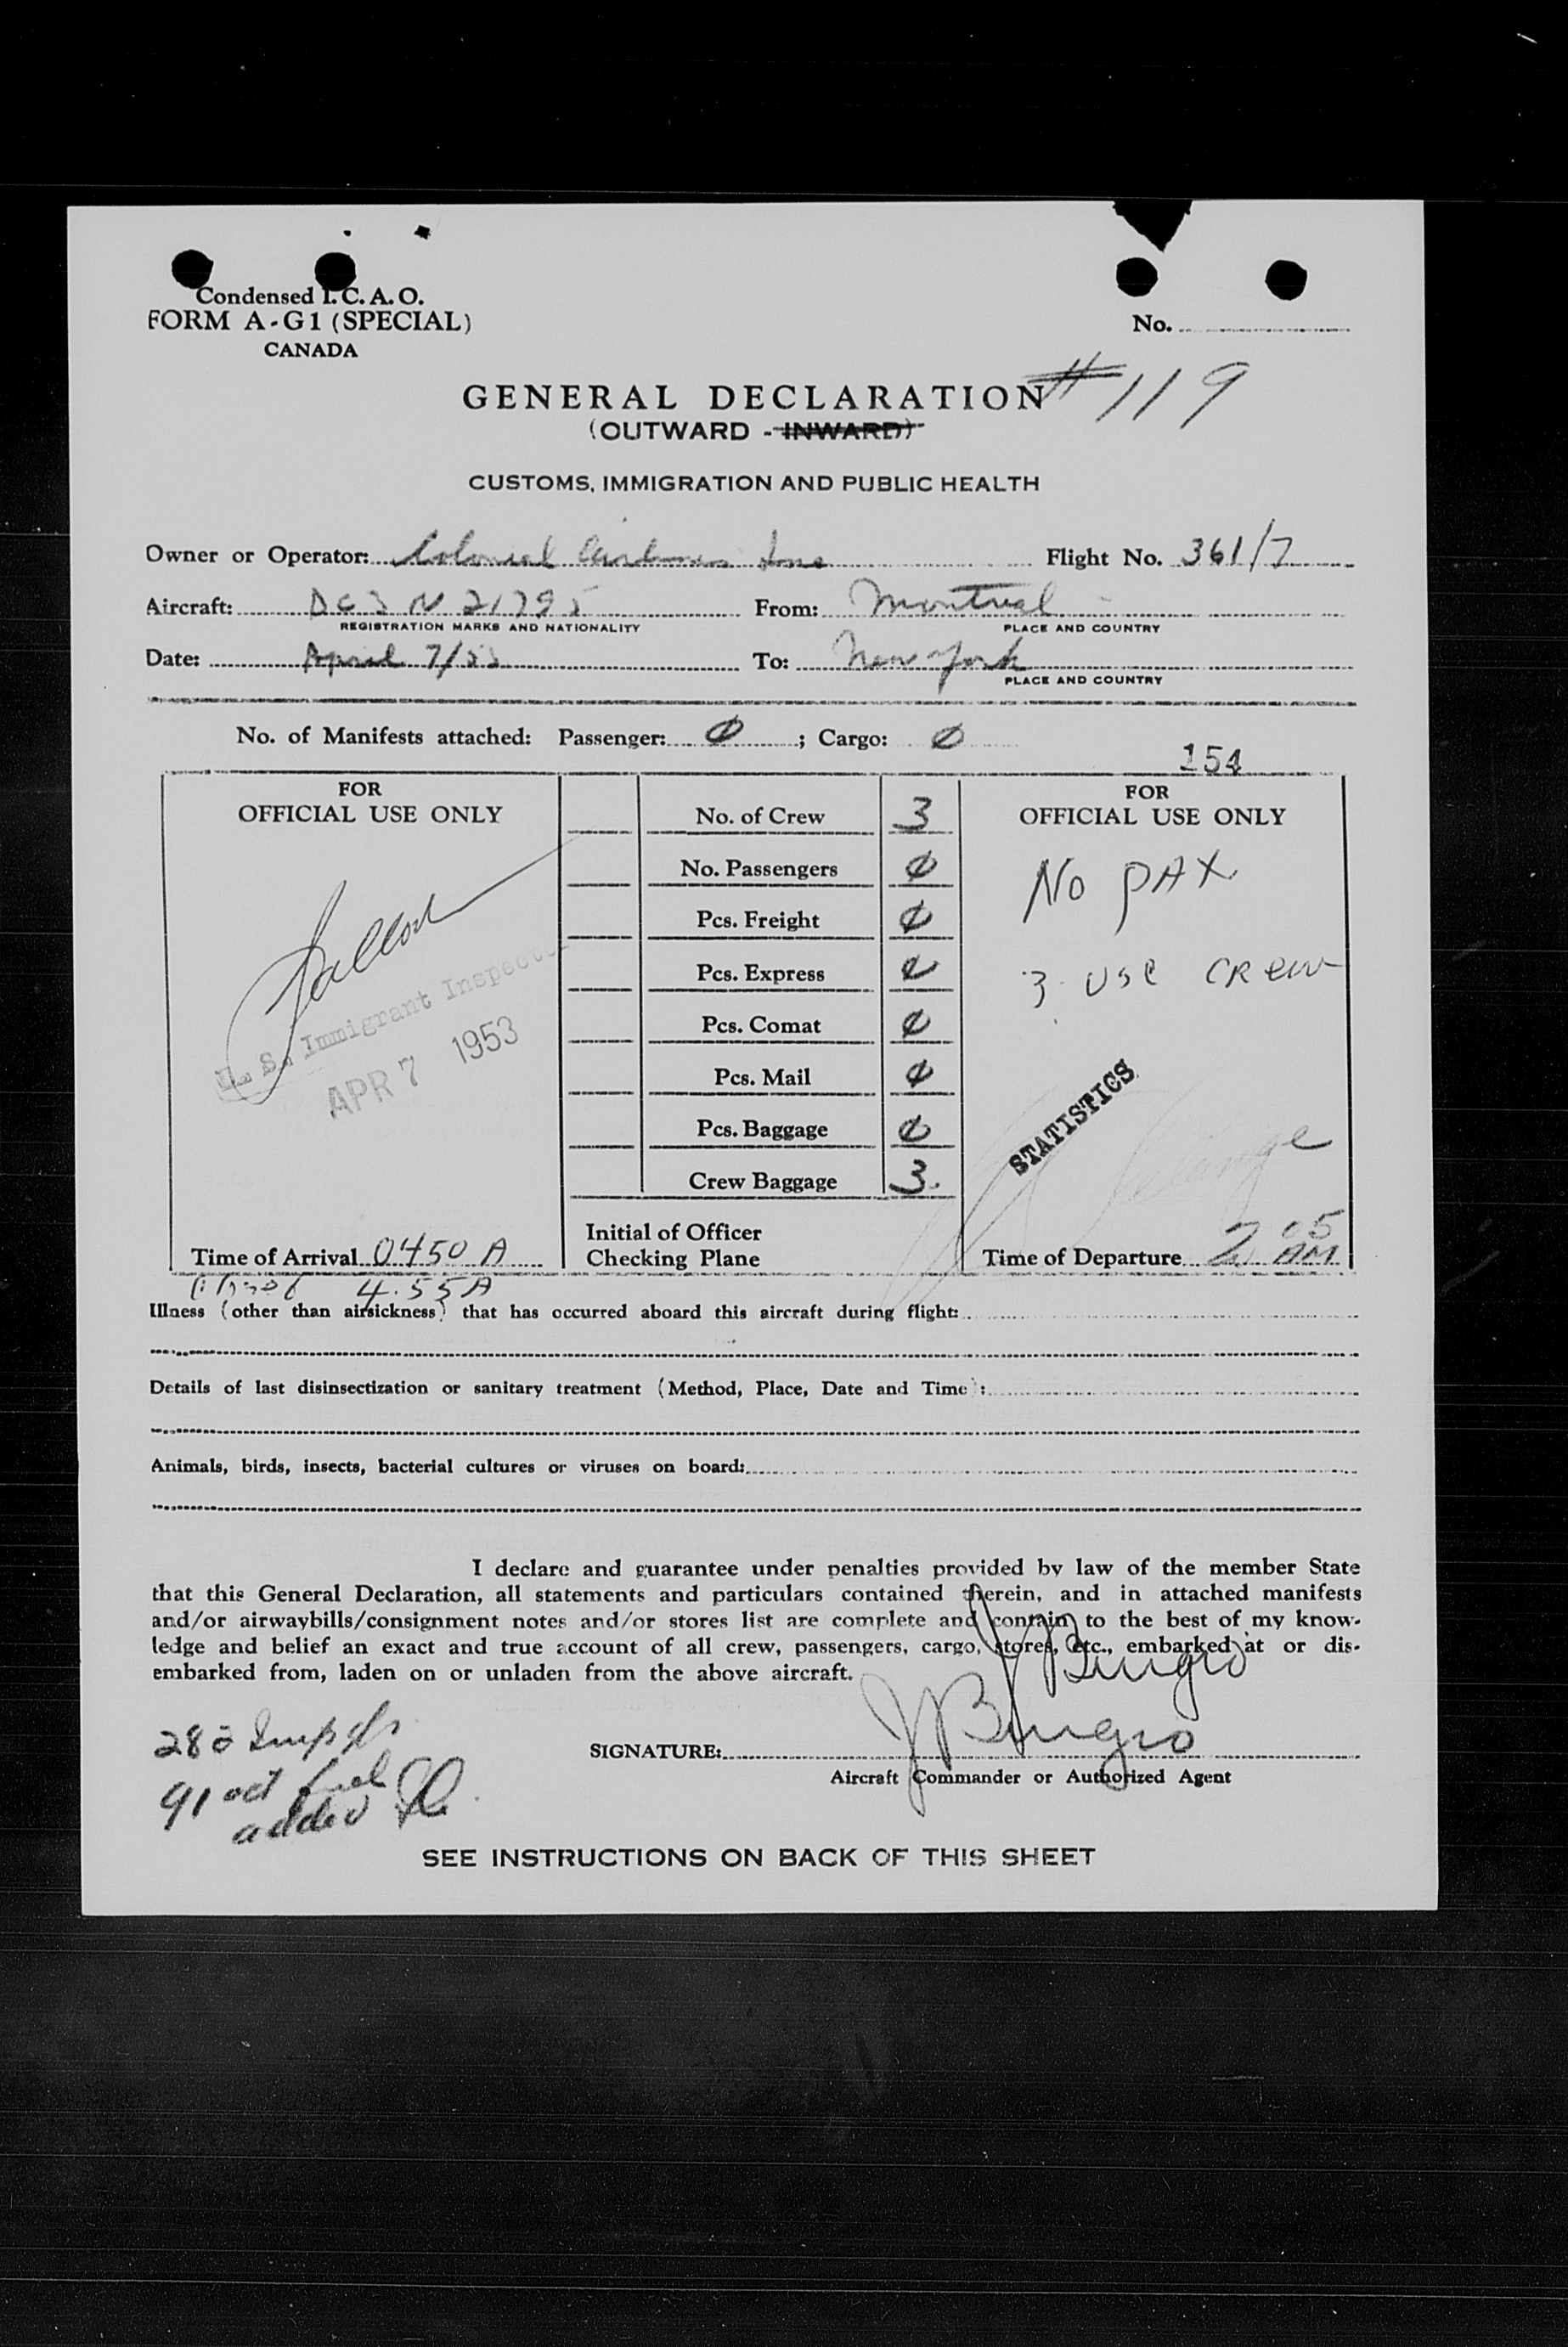 Condensed I. C. A. O.
FORM A-G1 (SPECIAL)
CANADA
No.
# 119
GENERAL DECLARATION
(OUTWARD - INWARD)
CUSTOMS, IMMIGRATION AND PUBLIC HEALTH
Owner or Operator: Colonial Airlines Inc Flight No. 361/7
Aircraft: DC3 N 21795 From: Montreal
REGISTRATION MARKS AND NATIONALITY PLACE AND COUNTRY
Date: April 7/53 To: New York
PLACE AND COUNTRY
No. of Manifests attached: Passenger: Ø ; Cargo: Ø
154
FOR
OFFICIAL USE ONLY
U. S. Immigrant Inspector
APR 7 1953
Time of Arrival 0450 A
4.55A
No. of Crew 3
No. Passengers Ø
Pcs. Freight Ø
Pcs. Express Ø
Pcs. Comat Ø
Pcs. Mail Ø
Pcs. Baggage Ø
Crew Baggage 3.
Initial of Officer
Checking Plane
FOR
OFFICIAL USE ONLY
No PAX
3 USC CREW
STATISTICS
Time of Departure 2 05 AM
Illness (other than airsickness) that has occurred aboard this aircraft during flight:
Details of last disinsectization or sanitary treatment (Method, Place, Date and Time):
Animals, birds, insects, bacterial cultures or viruses on board:
I declare and guarantee under penalties provided by law of the member State
that this General Declaration, all statements and particulars contained therein, and in attached manifests
and/or airwaybills/consignment notes and/or stores list are complete and contain to the best of my know-
ledge and belief an exact and true account of all crew, passengers, cargo, stores, etc., embarked at or dis-
embarked from, laden on or unladen from the above aircraft.
91 oct fuel
added
SIGNATURE:
Aircraft Commander or Authorized Agent
SEE INSTRUCTIONS ON BACK OF THIS SHEET